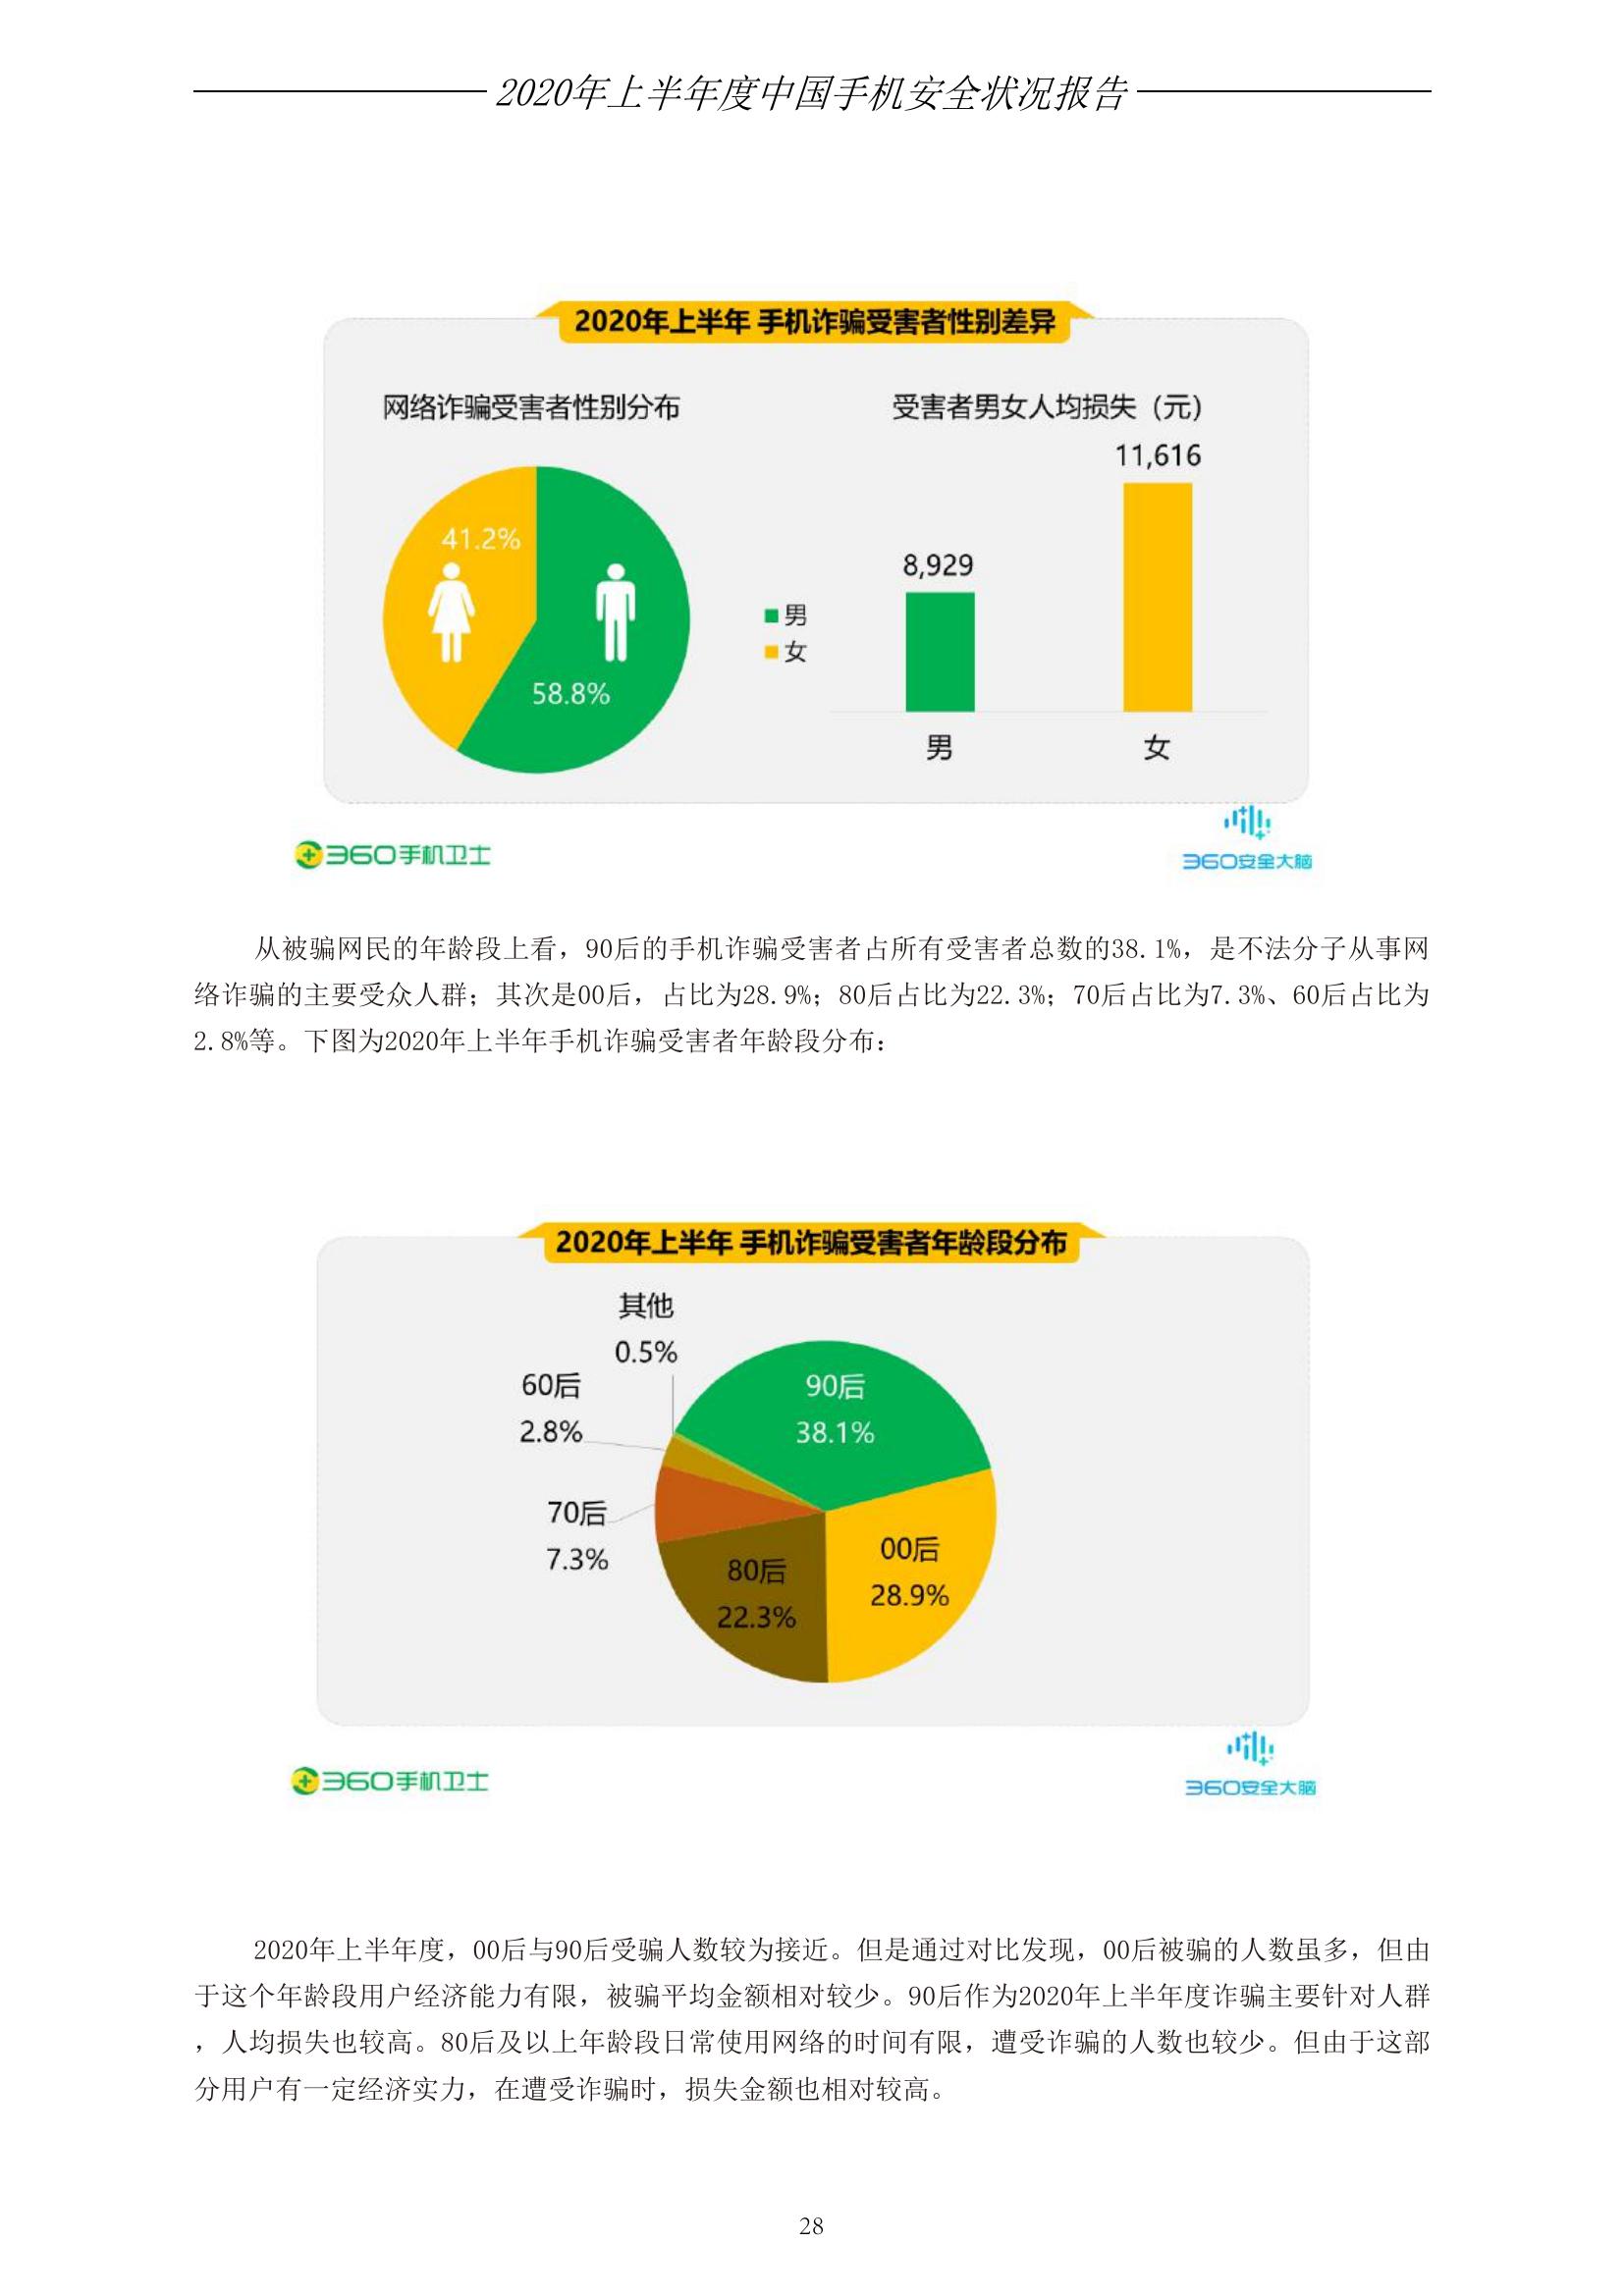 2020年上半年度中国手机安全状况报告
2020年上半年 手机诈骗受害者性别差异
网络诈骗受害者性别分布
41.2%
58.8%
男
女
受害者男女人均损失（元）
11,616
8,929
男
女
360手机卫士
360安全大脑
从被骗网民的年龄段上看，90后的手机诈骗受害者占所有受害者总数的38.1%，是不法分子从事网
络诈骗的主要受众人群；其次是00后，占比为28.9%；80后占比为22.3%；70后占比为7.3%、60后占比为
2.8%等。下图为2020年上半年手机诈骗受害者年龄段分布：
2020年上半年 手机诈骗受害者年龄段分布
其他
0.5%
60后
2.8%
90后
38.1%
70后
7.3%
00后
28.9%
80后
22.3%
360手机卫士
360安全大脑
2020年上半年度，00后与90后受骗人数较为接近。但是通过对比发现，00后被骗的人数虽多，但由
于这个年龄段用户经济能力有限，被骗平均金额相对较少。90后作为2020年上半年度诈骗主要针对人群
，人均损失也较高。80后及以上年龄段日常使用网络的时间有限，遭受诈骗的人数也较少。但由于这部
分用户有一定经济实力，在遭受诈骗时，损失金额也相对较高。
28